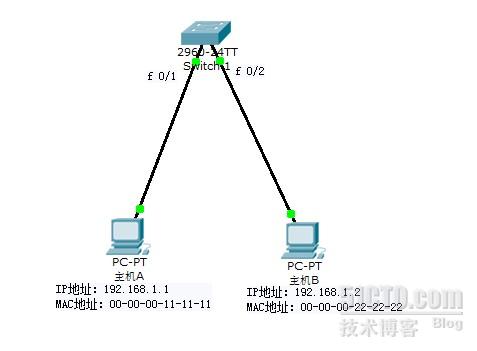 2960-24TT
Switch1
f 0/1
f 0/2
PC-PT
主机A
IP地址：192.168.1.1
MAC地址：00-00-00-11-11-11
PC-PT
主机B
IP地址：192.168.1.2
MAC地址：00-00-00-22-22-22
51CTO.com
技术博客 Blog